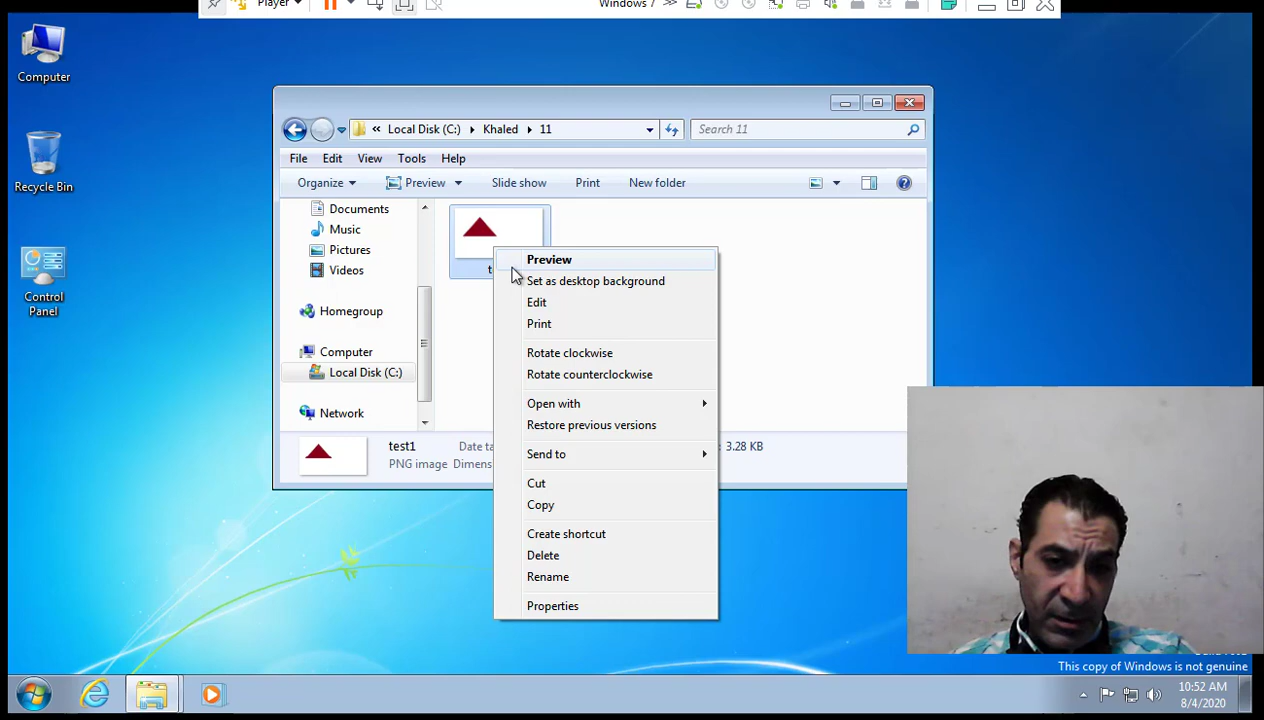 Player
Windows 7
Computer
Recycle Bin
Control
Panel
« Local Disk (C:) Khaled 11
Search 11
File Edit View Tools Help
Organize Preview Slide show Print New folder
Documents
Music
Pictures
Videos
Homegroup
Computer
Local Disk (C:)
Network
Preview
Set as desktop background
Edit
Print
Rotate clockwise
Rotate counterclockwise
Open with
Restore previous versions
Send to
Cut
Copy
Create shortcut
Delete
Rename
Properties
test1
Date
3.28 KB
PNG image
This copy of Windows is not genuine
10:52 AM
8/4/2020